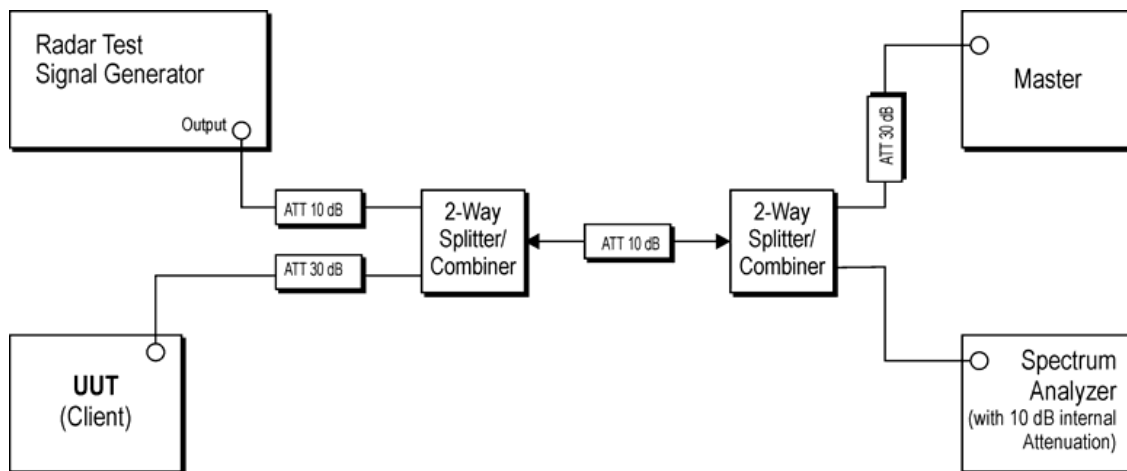 Radar Test
Signal Generator
Output
ATT 10 dB
ATT 30 dB
UUT
(Client)
2-Way
Splitter/
Combiner
ATT 10 dB
2-Way
Splitter/
Combiner
ATT 30 dB
Master
Spectrum
Analyzer
(with 10 dB internal
Attenuation)